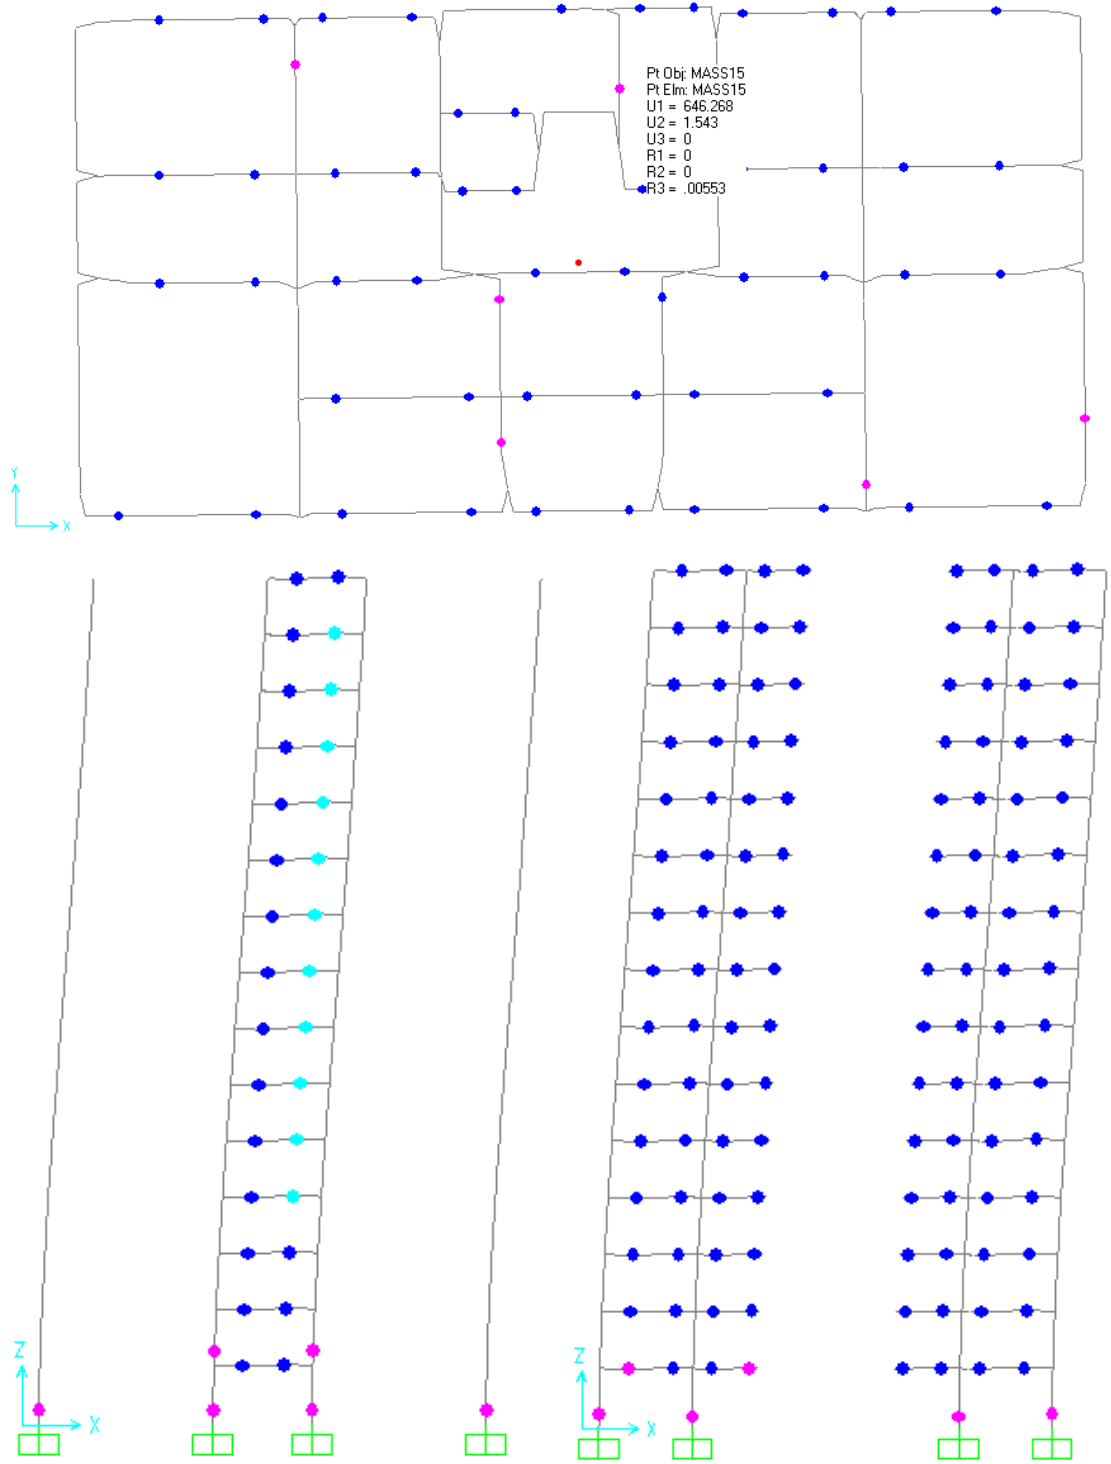 Pt Obj: MASS15
Pt Elm: MASS15
U1 = 646.268
U2 = 1.543
U3 = 0
R1 = 0
R2 = 0
R3 = .00553
Y
X
Z
X
Z
X